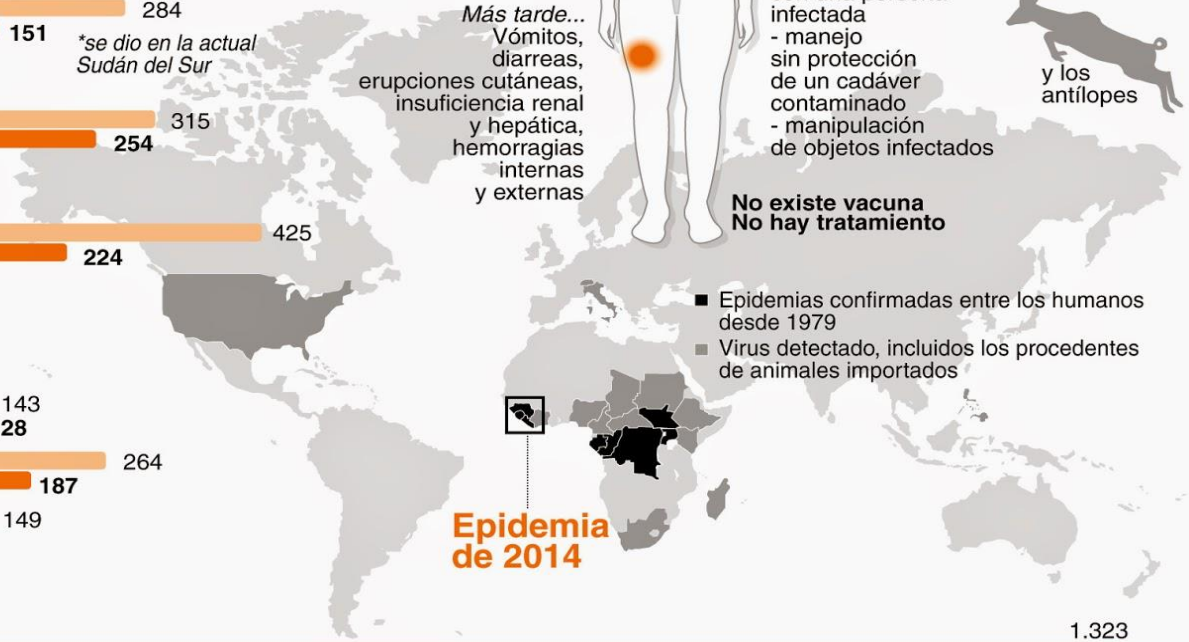 284
151
*se dio en la actual
Sudán del Sur
315
254
425
224
143
28
264
187
149
Más tarde...
Vómitos,
diarreas,
erupciones cutáneas,
insuficiencia renal
y hepática,
hemorragias
internas
y externas
infectada
- manejo
sin protección
de un cadáver
contaminado
- manipulación
de objetos infectados
y los
antílopes
No existe vacuna
No hay tratamiento
Epidemias confirmadas entre los humanos
desde 1979
Virus detectado, incluidos los procedentes
de animales importados
Epidemia
de 2014
1.323